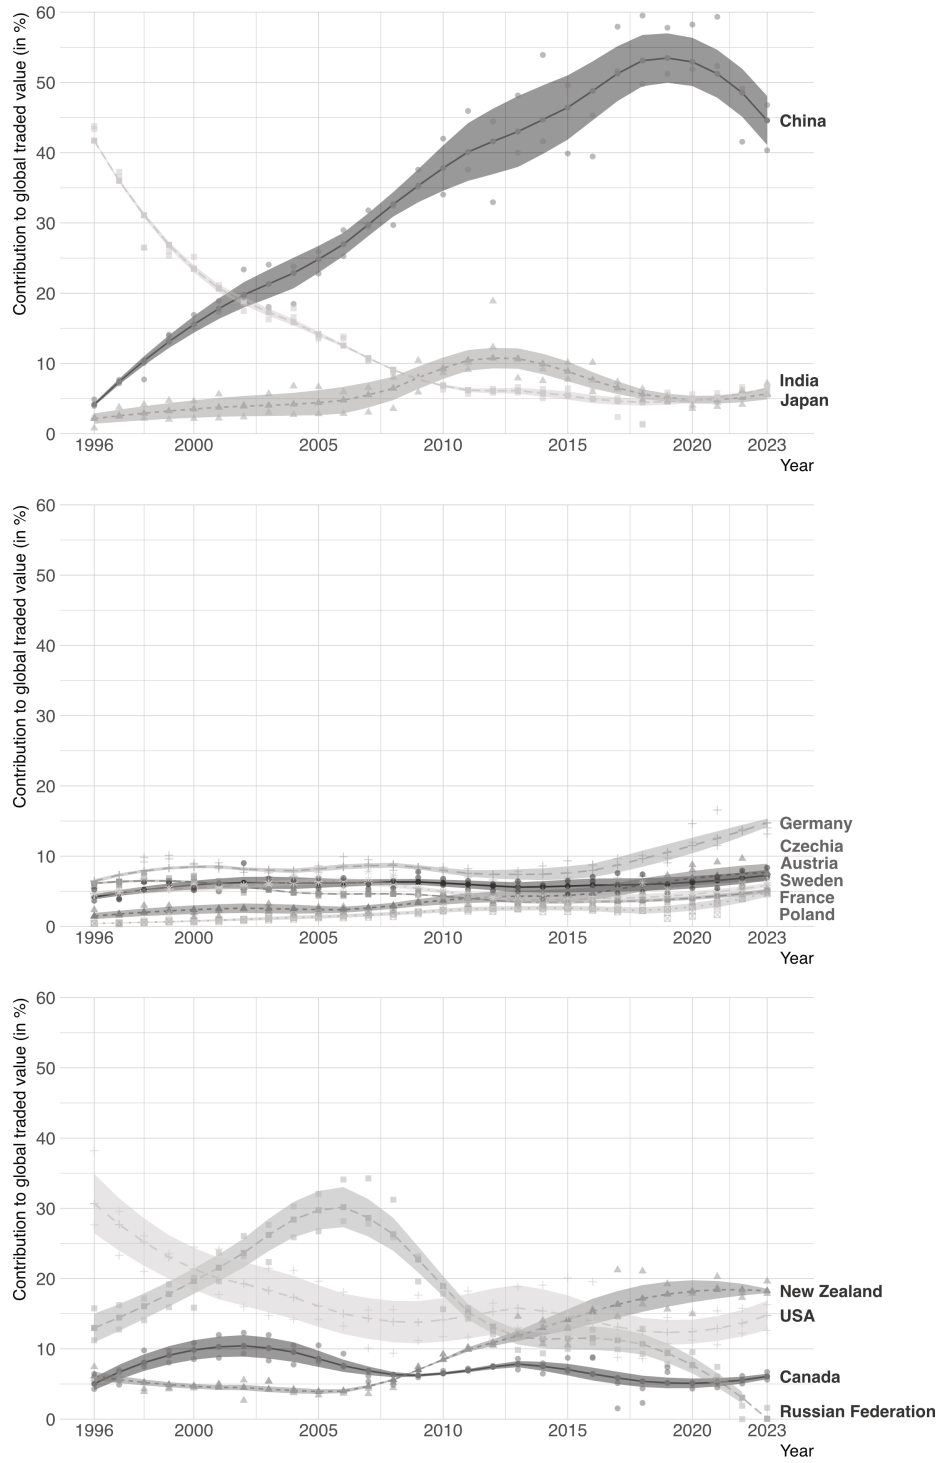 Contribution to global traded value (in %)
60
50
40
30
20
10
0
China
India
Japan
1996 2000 2005 2010 2015 2020 2023
Year
Contribution to global traded value (in %)
60
50
40
30
20
10
0
Germany
Czechia
Austria
Sweden
France
Poland
1996 2000 2005 2010 2015 2020 2023
Year
Contribution to global traded value (in %)
60
50
40
30
20
10
0
New Zealand
USA
Canada
Russian Federation
1996 2000 2005 2010 2015 2020 2023
Year